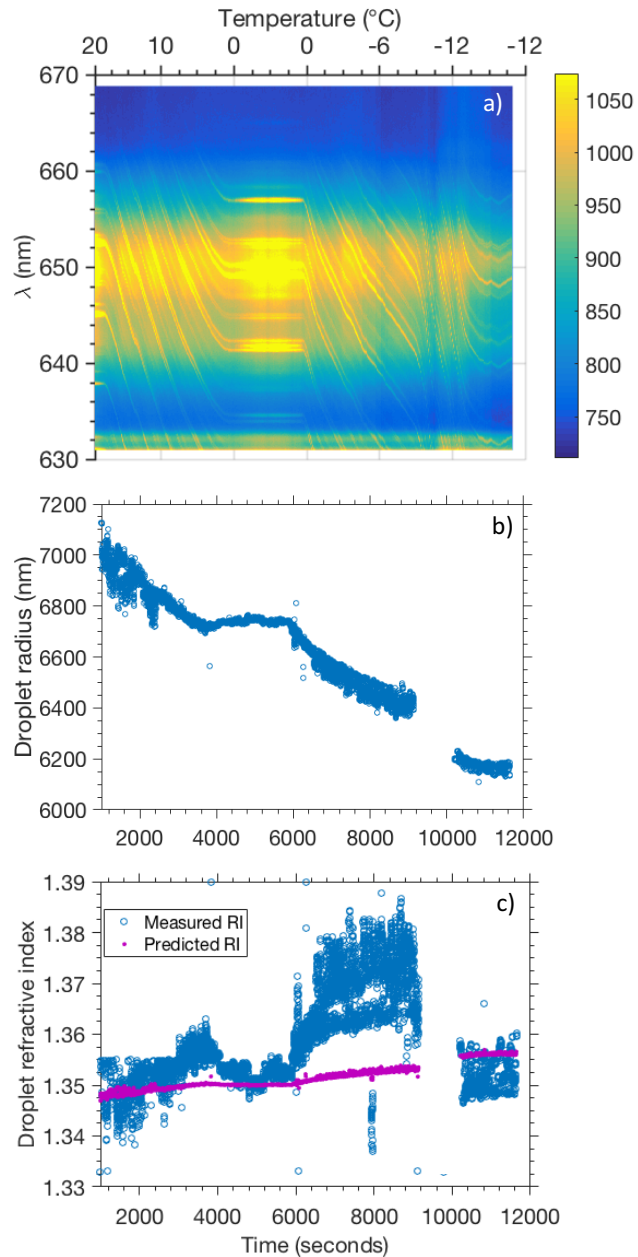 Temperature (°C)
20 10 0 0 -6 -12 -12
a)
670
660
650
640
630
λ (nm)
1050
1000
950
900
850
800
750
b)
7200
7000
6800
6600
6400
6200
6000
Droplet radius (nm)
2000 4000 6000 8000 10000 12000
c)
1.39
1.38
1.37
1.36
1.35
1.34
1.33
Droplet refractive index
Measured RI
Predicted RI
2000 4000 6000 8000 10000 12000
Time (seconds)